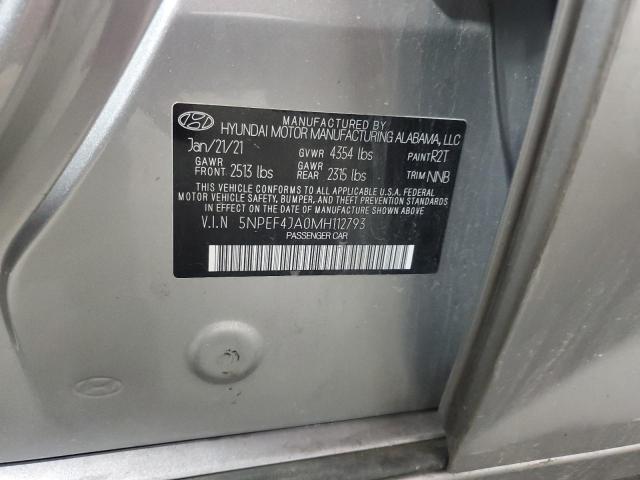 MANUFACTURED BY
HYUNDAI MOTOR MANUFACTURING ALABAMA, LLC
Jan/21/21 GVWR 4354 lbs PAINT R2T
GAWR FRONT 2513 lbs GAWR REAR 2315 lbs TRIM NNB
THIS VEHICLE CONFORMS TO ALL APPLICABLE U.S.A. FEDERAL
MOTOR VEHICLE SAFETY, BUMPER, AND THEFT PREVENTION STANDARDS
IN EFFECT ON THE DATE OF MANUFACTURE SHOWN ABOVE.
V.I.N 5NPEF4JA0MH112793
PASSENGER CAR